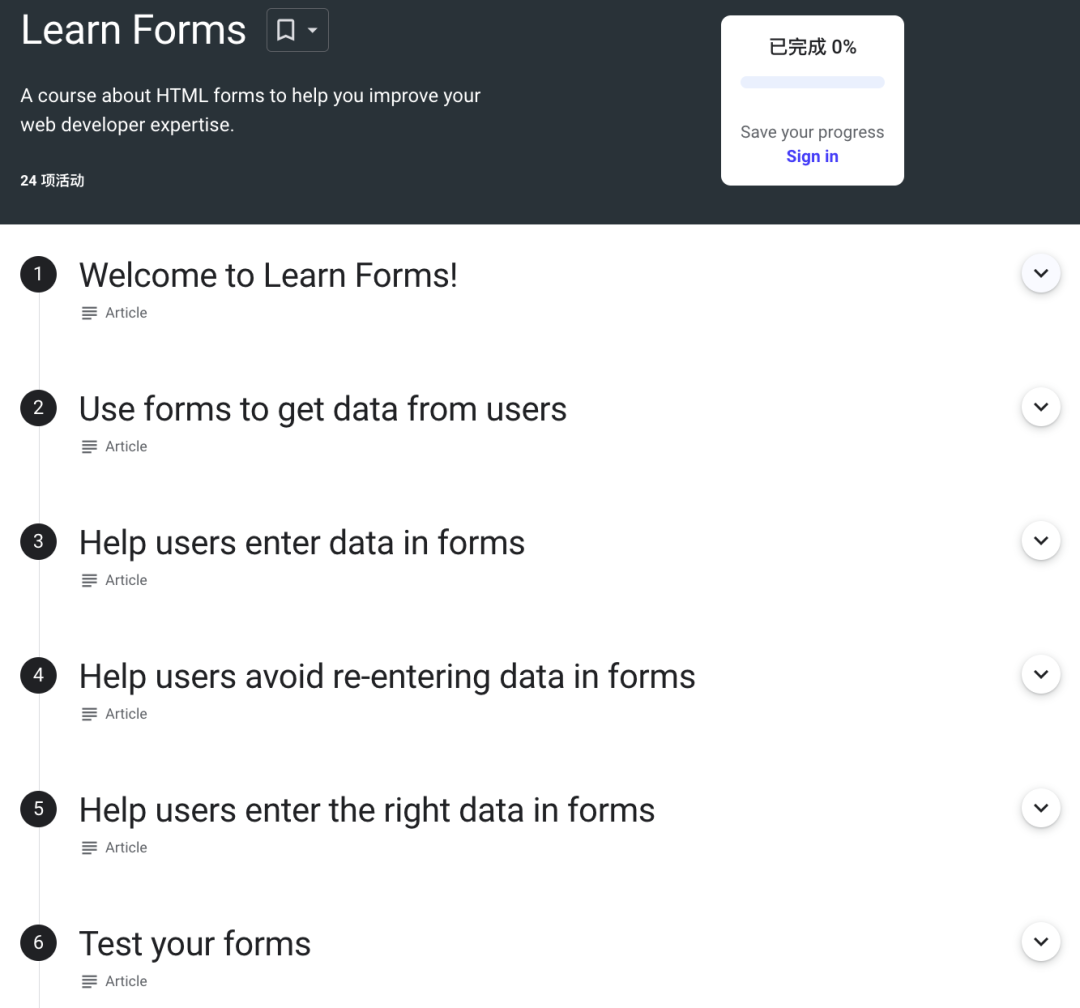 Learn Forms
A course about HTML forms to help you improve your
web developer expertise.
24 项活动
已完成 0%
Save your progress
Sign in
1 Welcome to Learn Forms!
Article
2 Use forms to get data from users
Article
3 Help users enter data in forms
Article
4 Help users avoid re-entering data in forms
Article
5 Help users enter the right data in forms
Article
6 Test your forms
Article